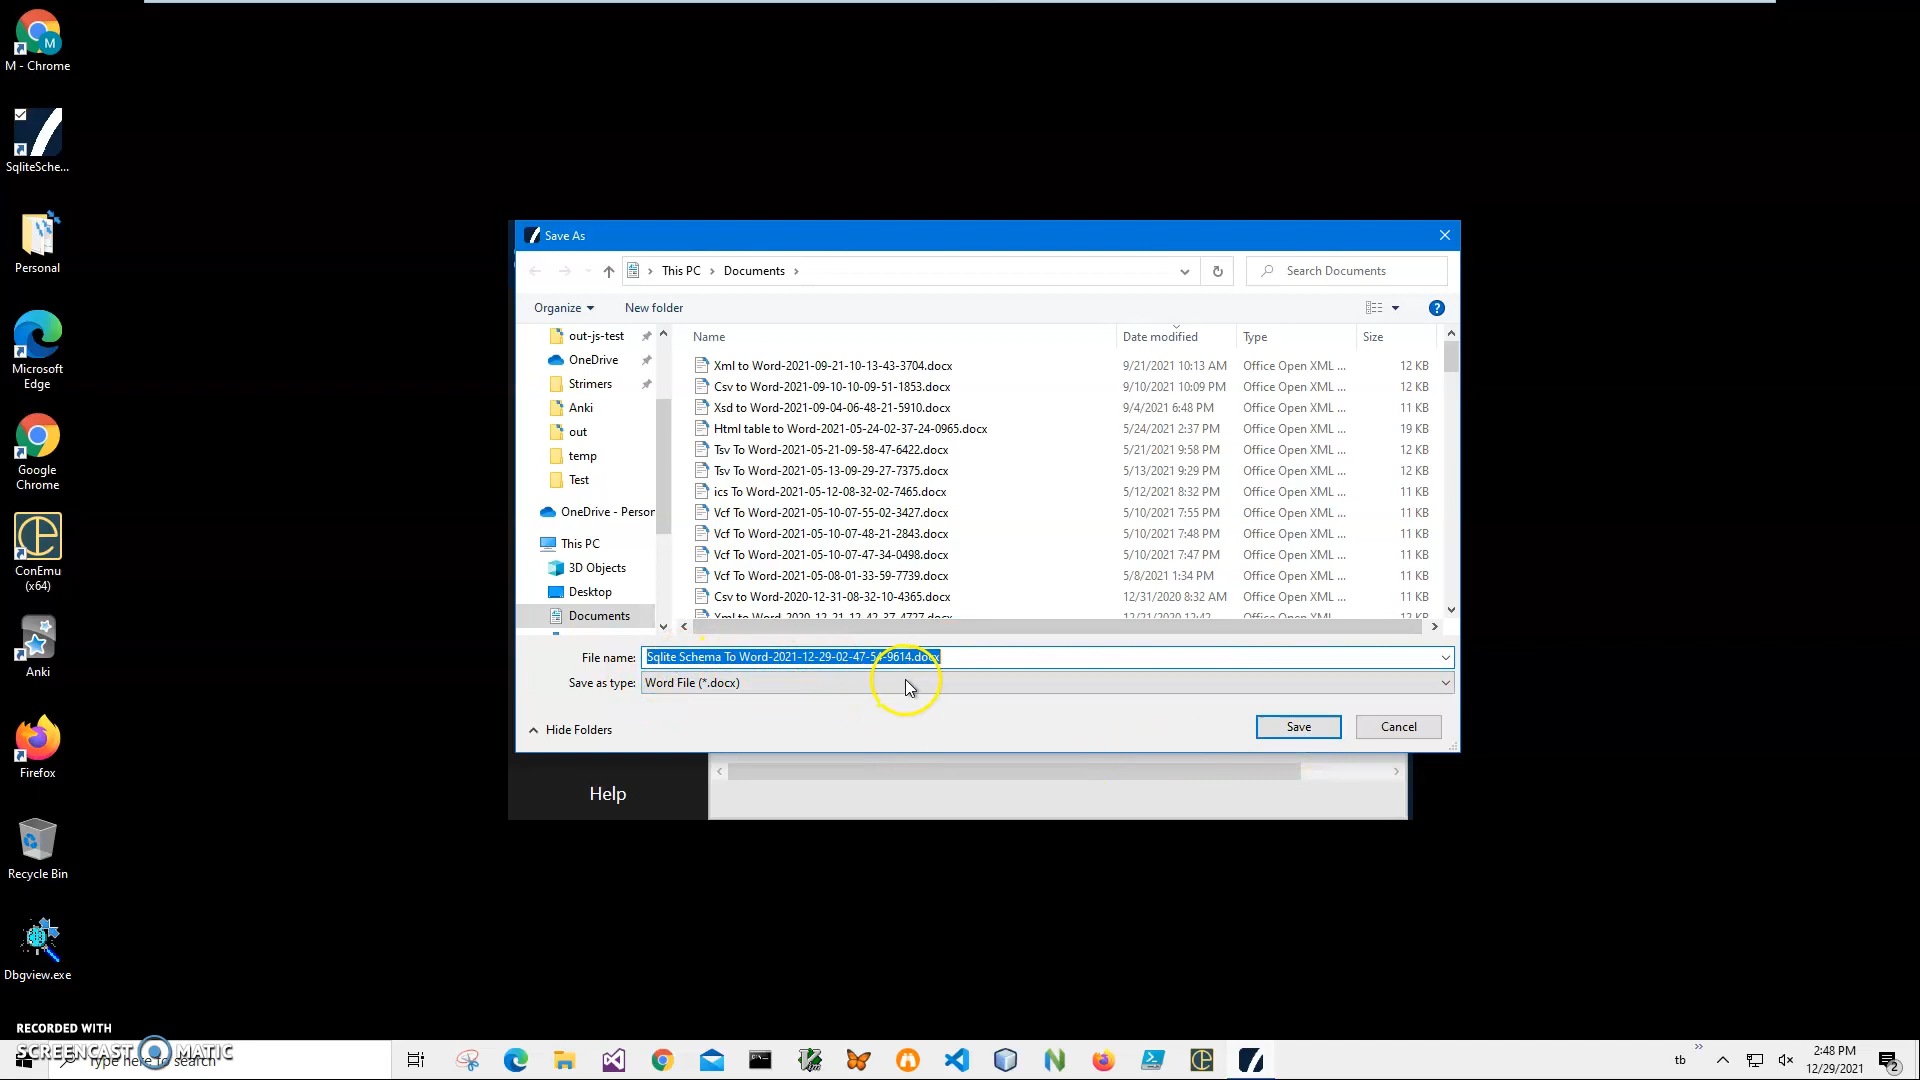 M - Chrome
SqliteSche...
Personal
Microsoft
Edge
Google
Chrome
ConEmu
(x64)
Anki
Firefox
Recycle Bin
Dbgview.exe
RECORDED WITH
SCREENCAST MATIC
Save As
This PC > Documents >
Search Documents
Organize
New folder
out-js-test
OneDrive
Strimers
Anki
out
temp
Test
OneDrive - Person
This PC
3D Objects
Desktop
Documents
Name Date modified Type Size
Xml to Word-2021-09-21-10-13-43-3704.docx 9/21/2021 10:13 AM Office Open XML ... 12 KB
Csv to Word-2021-09-10-10-09-51-1853.docx 9/10/2021 10:09 PM Office Open XML ... 12 KB
Xsd to Word-2021-09-04-06-48-21-5910.docx 9/4/2021 6:48 PM Office Open XML ... 11 KB
Html table to Word-2021-05-24-02-37-24-0965.docx 5/24/2021 2:37 PM Office Open XML ... 19 KB
Tsv To Word-2021-05-21-09-58-47-6422.docx 5/21/2021 9:58 PM Office Open XML ... 12 KB
Tsv To Word-2021-05-13-09-29-27-7375.docx 5/13/2021 9:29 PM Office Open XML ... 12 KB
ics To Word-2021-05-12-08-32-02-7465.docx 5/12/2021 8:32 PM Office Open XML ... 11 KB
Vcf To Word-2021-05-10-07-55-02-3427.docx 5/10/2021 7:55 PM Office Open XML ... 11 KB
Vcf To Word-2021-05-10-07-48-21-2843.docx 5/10/2021 7:48 PM Office Open XML ... 11 KB
Vcf To Word-2021-05-10-07-47-34-0498.docx 5/10/2021 7:47 PM Office Open XML ... 11 KB
Vcf To Word-2021-05-08-01-33-59-7739.docx 5/8/2021 1:34 PM Office Open XML ... 11 KB
Csv to Word-2020-12-31-08-32-10-4365.docx 12/31/2020 8:32 AM Office Open XML ... 11 KB
Xml to Word-2020-12-21-12-42-37-4727.docx 12/21/2020 12:42 Office Open XML ... 12 KB
File name: Sqlite Schema To Word-2021-12-29-02-47-54-9614.docx
Save as type: Word File (*.docx)
Hide Folders
Save
Cancel
Help
Type here to search
tb
2:48 PM
12/29/2021
2